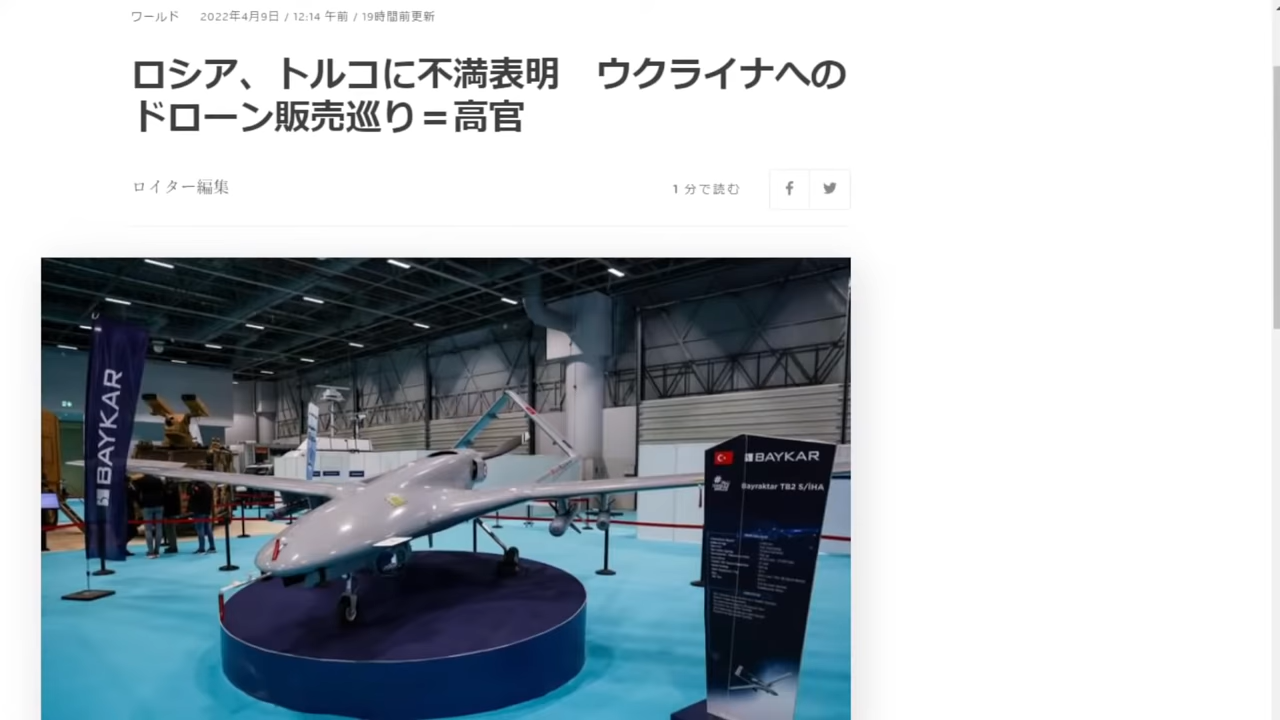 ワールド 2022年4月9日 / 12:14 午前 / 19時間前更新
ロシア、トルコに不満表明　ウクライナへの
ドローン販売巡り＝高官
ロイター編集
1 分で読む
BAYKAR
BAYKAR
Bayraktar TB2 S/İHA